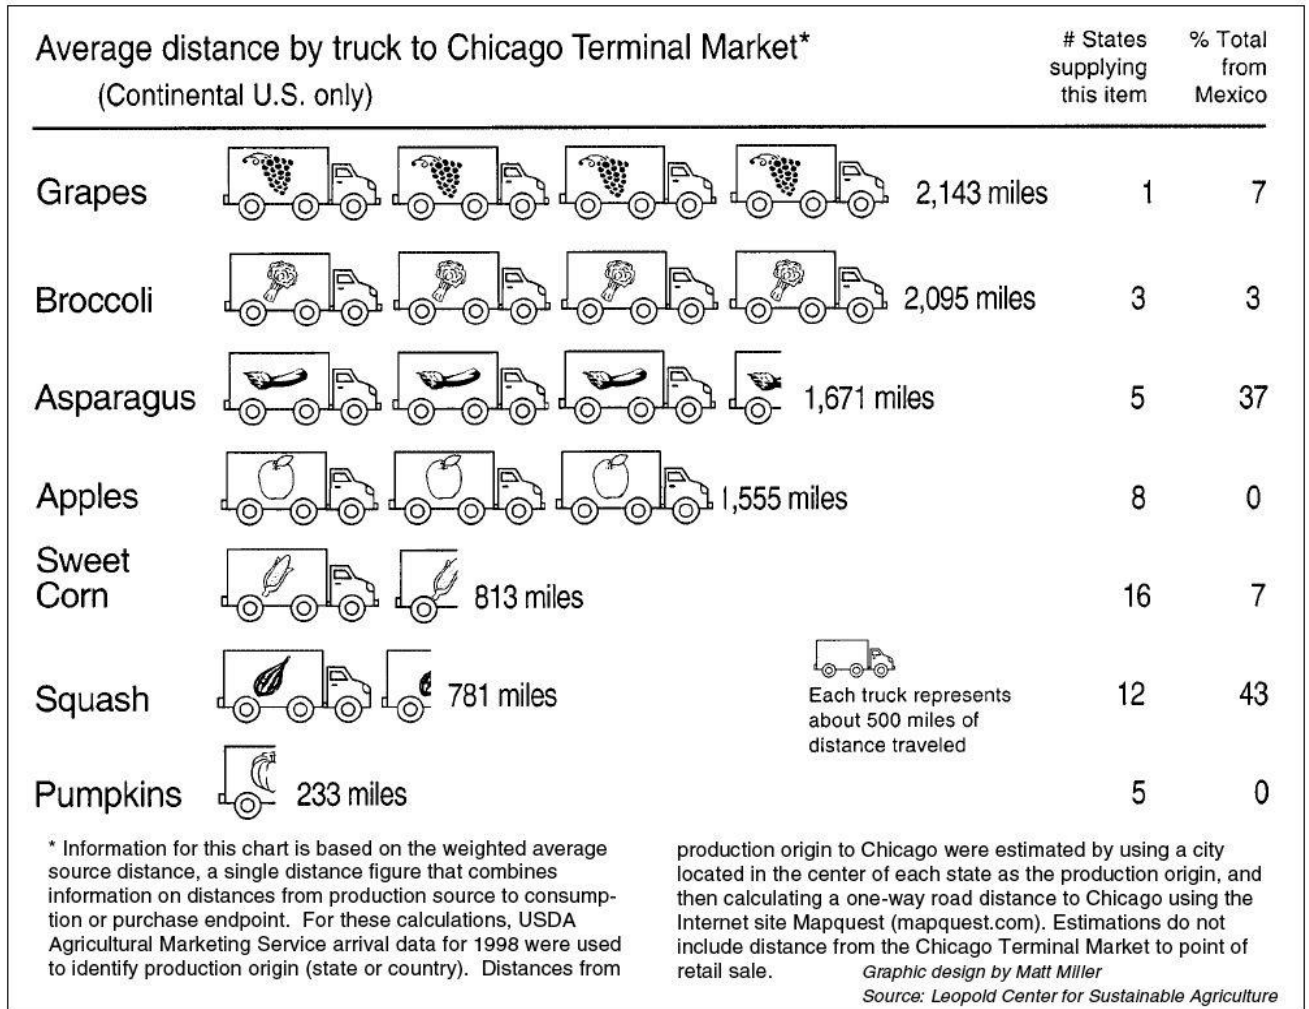 Average distance by truck to Chicago Terminal Market*
(Continental U.S. only)
# States
supplying
this item
% Total
from
Mexico
Grapes 2,143 miles 1 7
Broccoli 2,095 miles 3 3
Asparagus 1,671 miles 5 37
Apples 1,555 miles 8 0
Sweet
Corn 813 miles 16 7
Squash 781 miles 12 43
Each truck represents
about 500 miles of
distance traveled
Pumpkins 233 miles 5 0
* Information for this chart is based on the weighted average
source distance, a single distance figure that combines
information on distances from production source to consump-
tion or purchase endpoint. For these calculations, USDA
Agricultural Marketing Service arrival data for 1998 were used
to identify production origin (state or country). Distances from
production origin to Chicago were estimated by using a city
located in the center of each state as the production origin, and
then calculating a one-way road distance to Chicago using the
Internet site Mapquest (mapquest.com). Estimations do not
include distance from the Chicago Terminal Market to point of
retail sale.
Graphic design by Matt Miller
Source: Leopold Center for Sustainable Agriculture